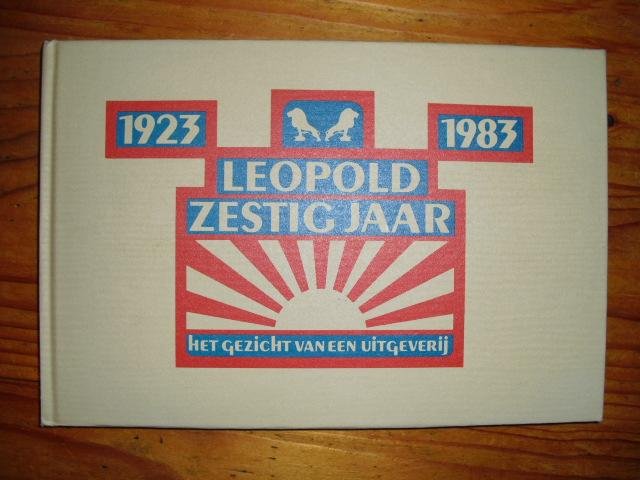 1923
1983
LEOPOLD
ZESTIG JAAR
HET GEZICHT VAN EEN UITGEVERIJ